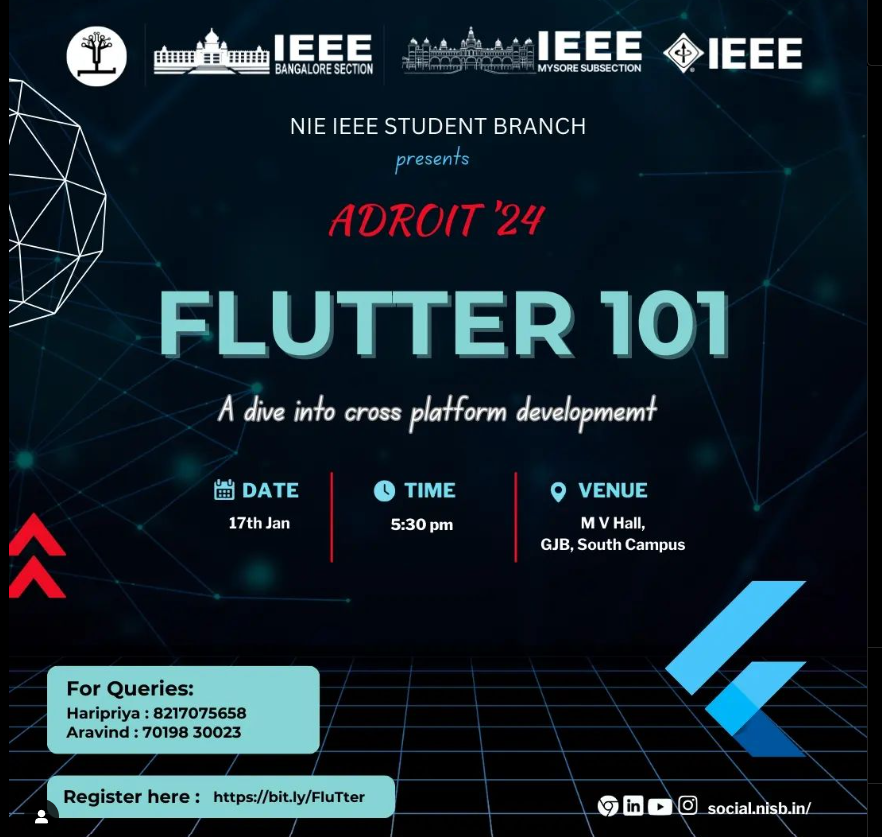 IEEE
BANGALORE SECTION
IEEE
MYSORE SUBSECTION
IEEE
NIE IEEE STUDENT BRANCH
presents
ADROIT '24
FLUTTER 101
A dive into cross platform developmemt
DATE
17th Jan
TIME
5:30 pm
VENUE
M V Hall,
GJB, South Campus
For Queries:
Haripriya : 8217075658
Aravind : 70198 30023
Register here : https://bit.ly/FluTter
social.nisb.in/